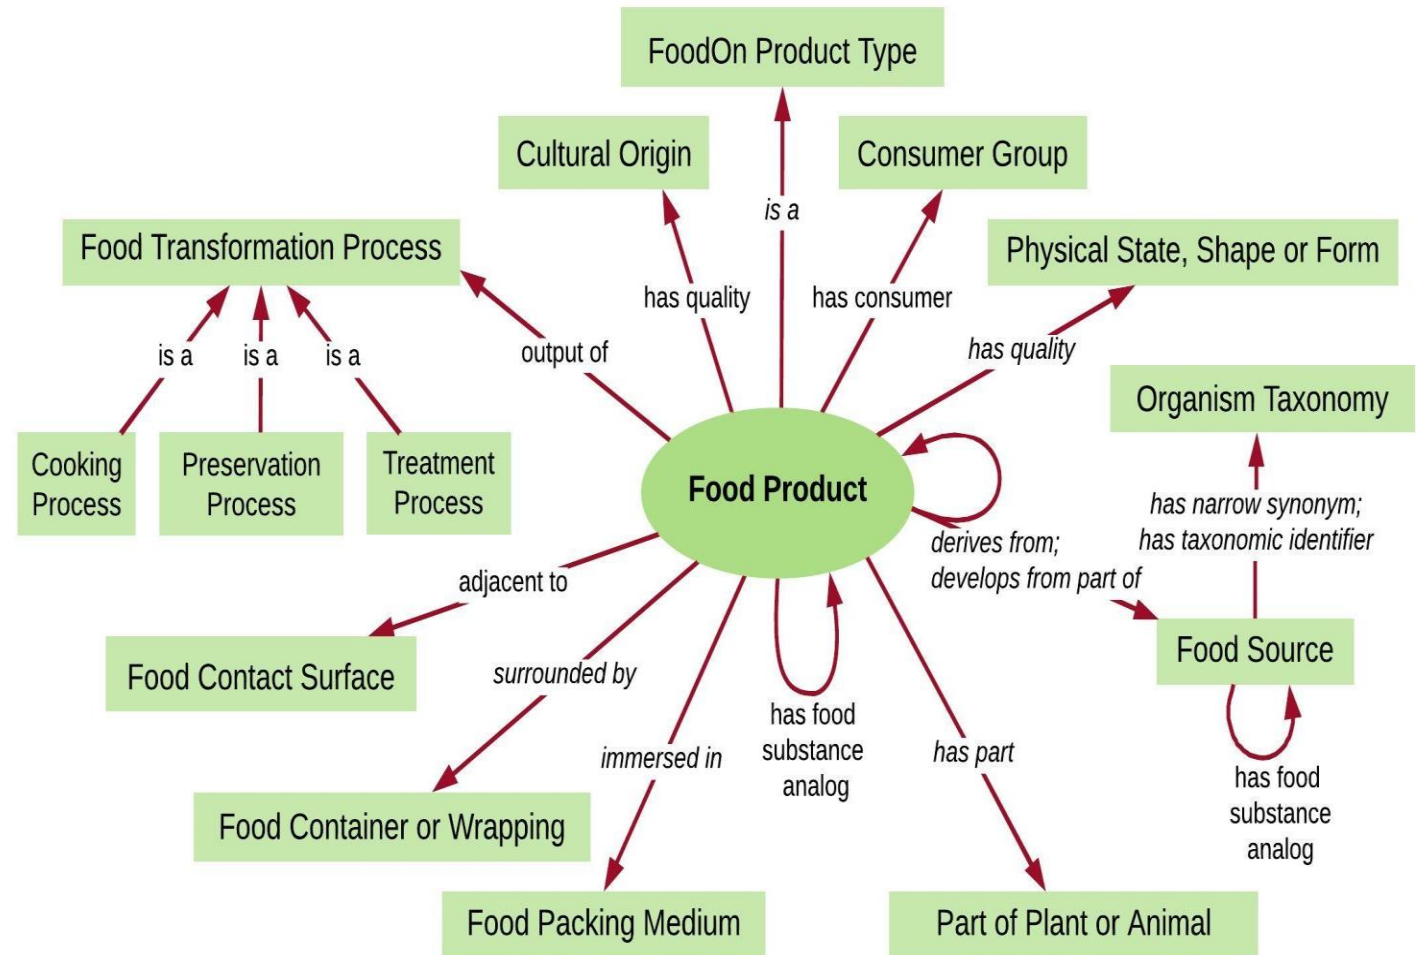 FoodOn Product Type
Cultural Origin
Consumer Group
is a
Food Transformation Process
Physical State, Shape or Form
has quality
has consumer
is a
is a
is a
output of
has quality
Organism Taxonomy
Cooking
Process
Preservation
Process
Treatment
Process
Food Product
has narrow synonym;
has taxonomic identifier
derives from;
develops from part of
adjacent to
Food Source
Food Contact Surface
surrounded by
has food
substance
analog
immersed in
has part
has food
substance
analog
Food Container or Wrapping
Food Packing Medium
Part of Plant or Animal